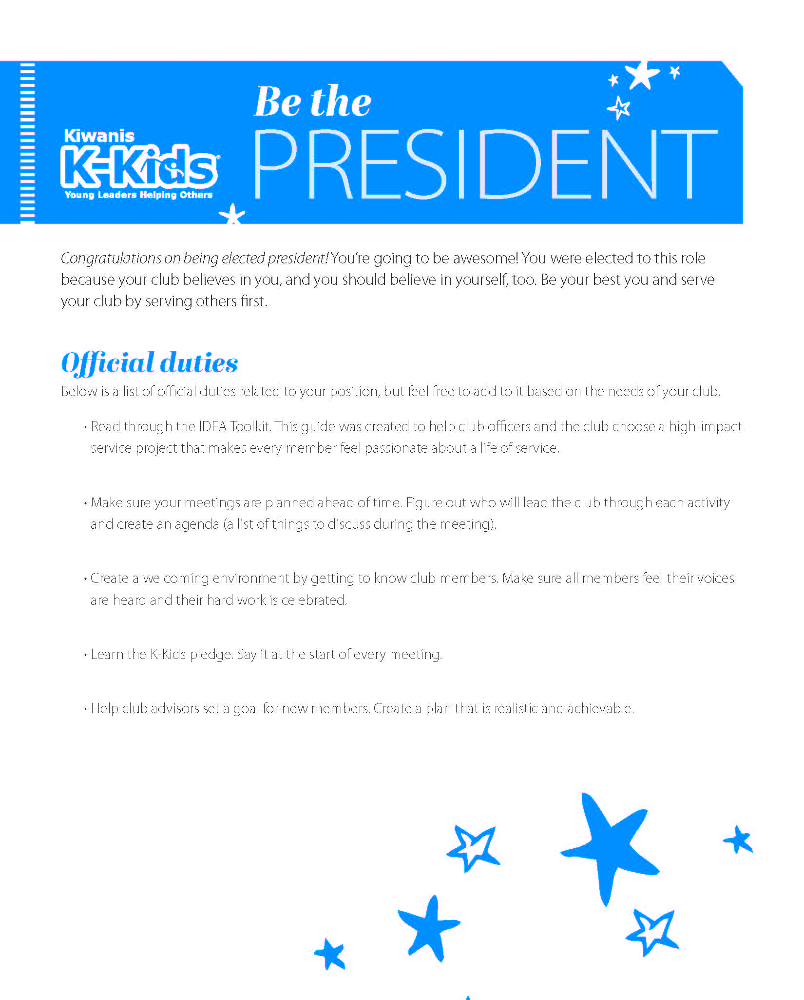 Be the
PRESIDENT
Kiwanis
K-Kids®
Young Leaders Helping Others
Congratulations on being elected president! You're going to be awesome! You were elected to this role
because your club believes in you, and you should believe in yourself, too. Be your best you and serve
your club by serving others first.
Official duties
Below is a list of official duties related to your position, but feel free to add to it based on the needs of your club.
• Read through the IDEA Toolkit. This guide was created to help club officers and the club choose a high-impact
service project that makes every member feel passionate about a life of service.
• Make sure your meetings are planned ahead of time. Figure out who will lead the club through each activity
and create an agenda (a list of things to discuss during the meeting).
• Create a welcoming environment by getting to know club members. Make sure all members feel their voices
are heard and their hard work is celebrated.
• Learn the K-Kids pledge. Say it at the start of every meeting.
• Help club advisors set a goal for new members. Create a plan that is realistic and achievable.